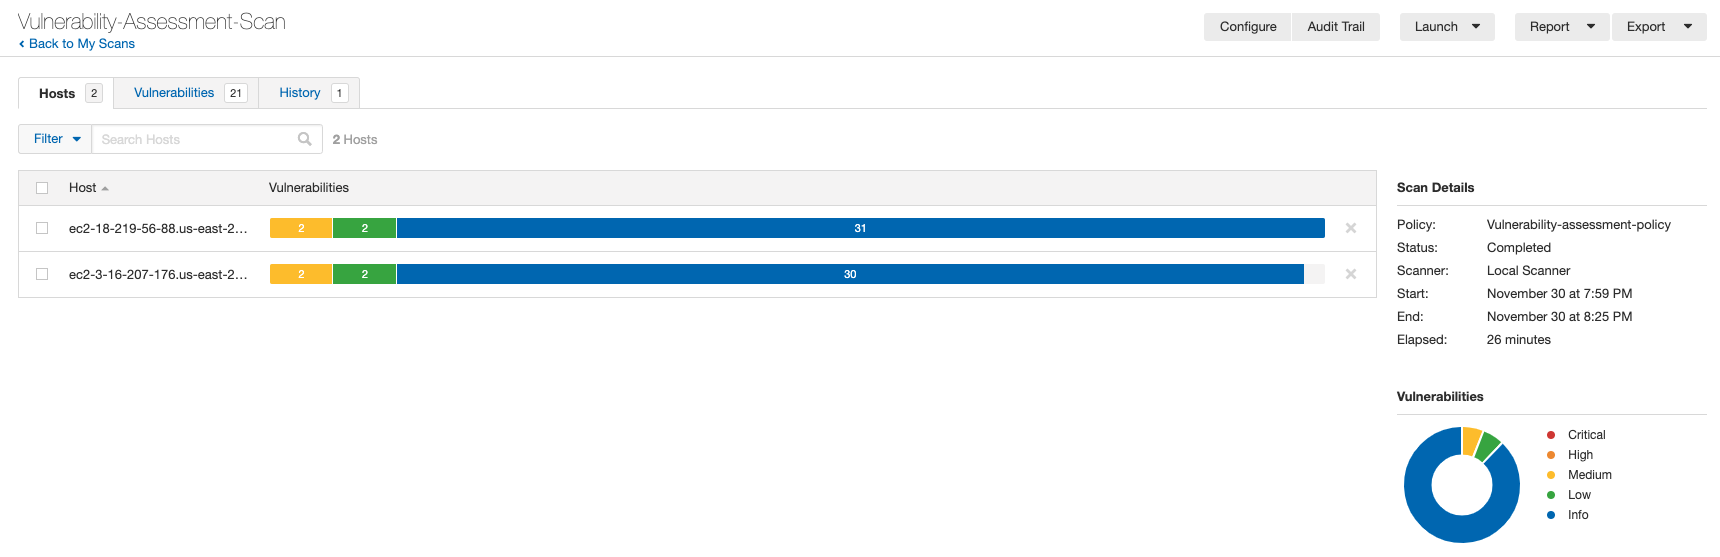 Vulnerability-Assessment-Scan
Back to My Scans
Configure
Audit Trail
Launch
Report
Export
Hosts 2
Vulnerabilities 21
History 1
Filter
Search Hosts
2 Hosts
Host
Vulnerabilities
ec2-18-219-56-88.us-east-2...
2
2
31
ec2-3-16-207-176.us-east-2...
2
2
30
Scan Details
Policy: Vulnerability-assessment-policy
Status: Completed
Scanner: Local Scanner
Start: November 30 at 7:59 PM
End: November 30 at 8:25 PM
Elapsed: 26 minutes
Vulnerabilities
Critical
High
Medium
Low
Info